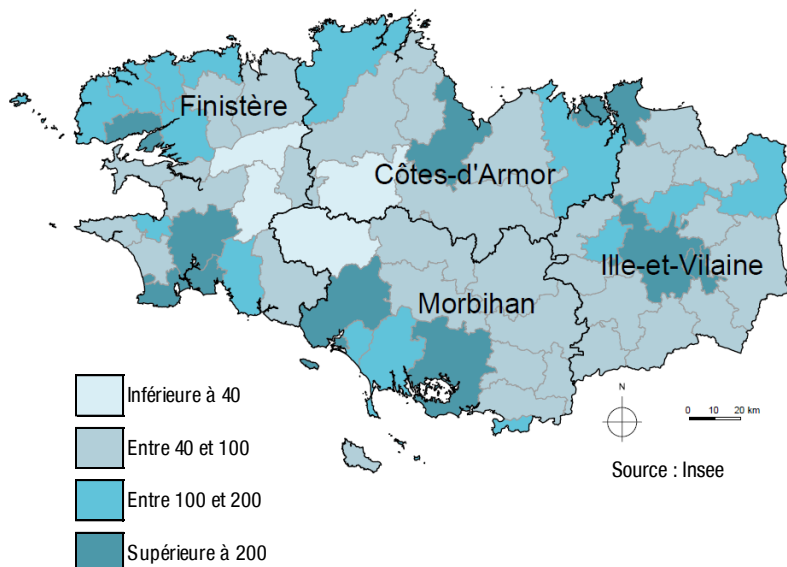 Finistère
Côtes-d'Armor
Ille-et-Vilaine
Morbihan
Inférieure à 40
Entre 40 et 100
Entre 100 et 200
Supérieure à 200
N
0 10 20 km
Source : Insee